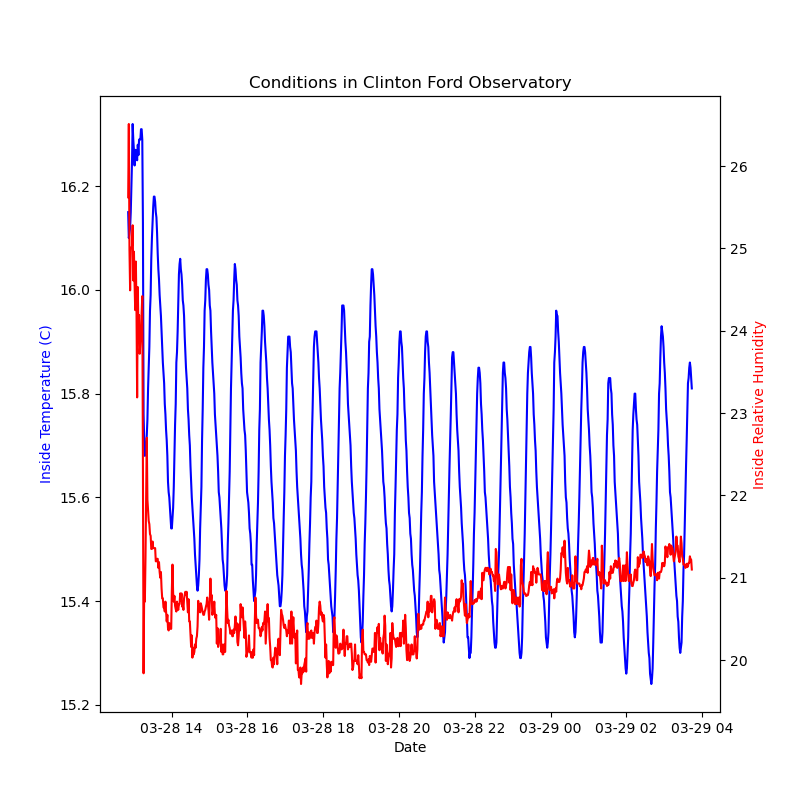 Conditions in Clinton Ford Observatory
Inside Temperature (C)
16.2
16.0
15.8
15.6
15.4
15.2
26
25
24
23
22
21
20
Inside Relative Humidity
03-28 14 03-28 16 03-28 18 03-28 20 03-28 22 03-29 00 03-29 02 03-29 04
Date